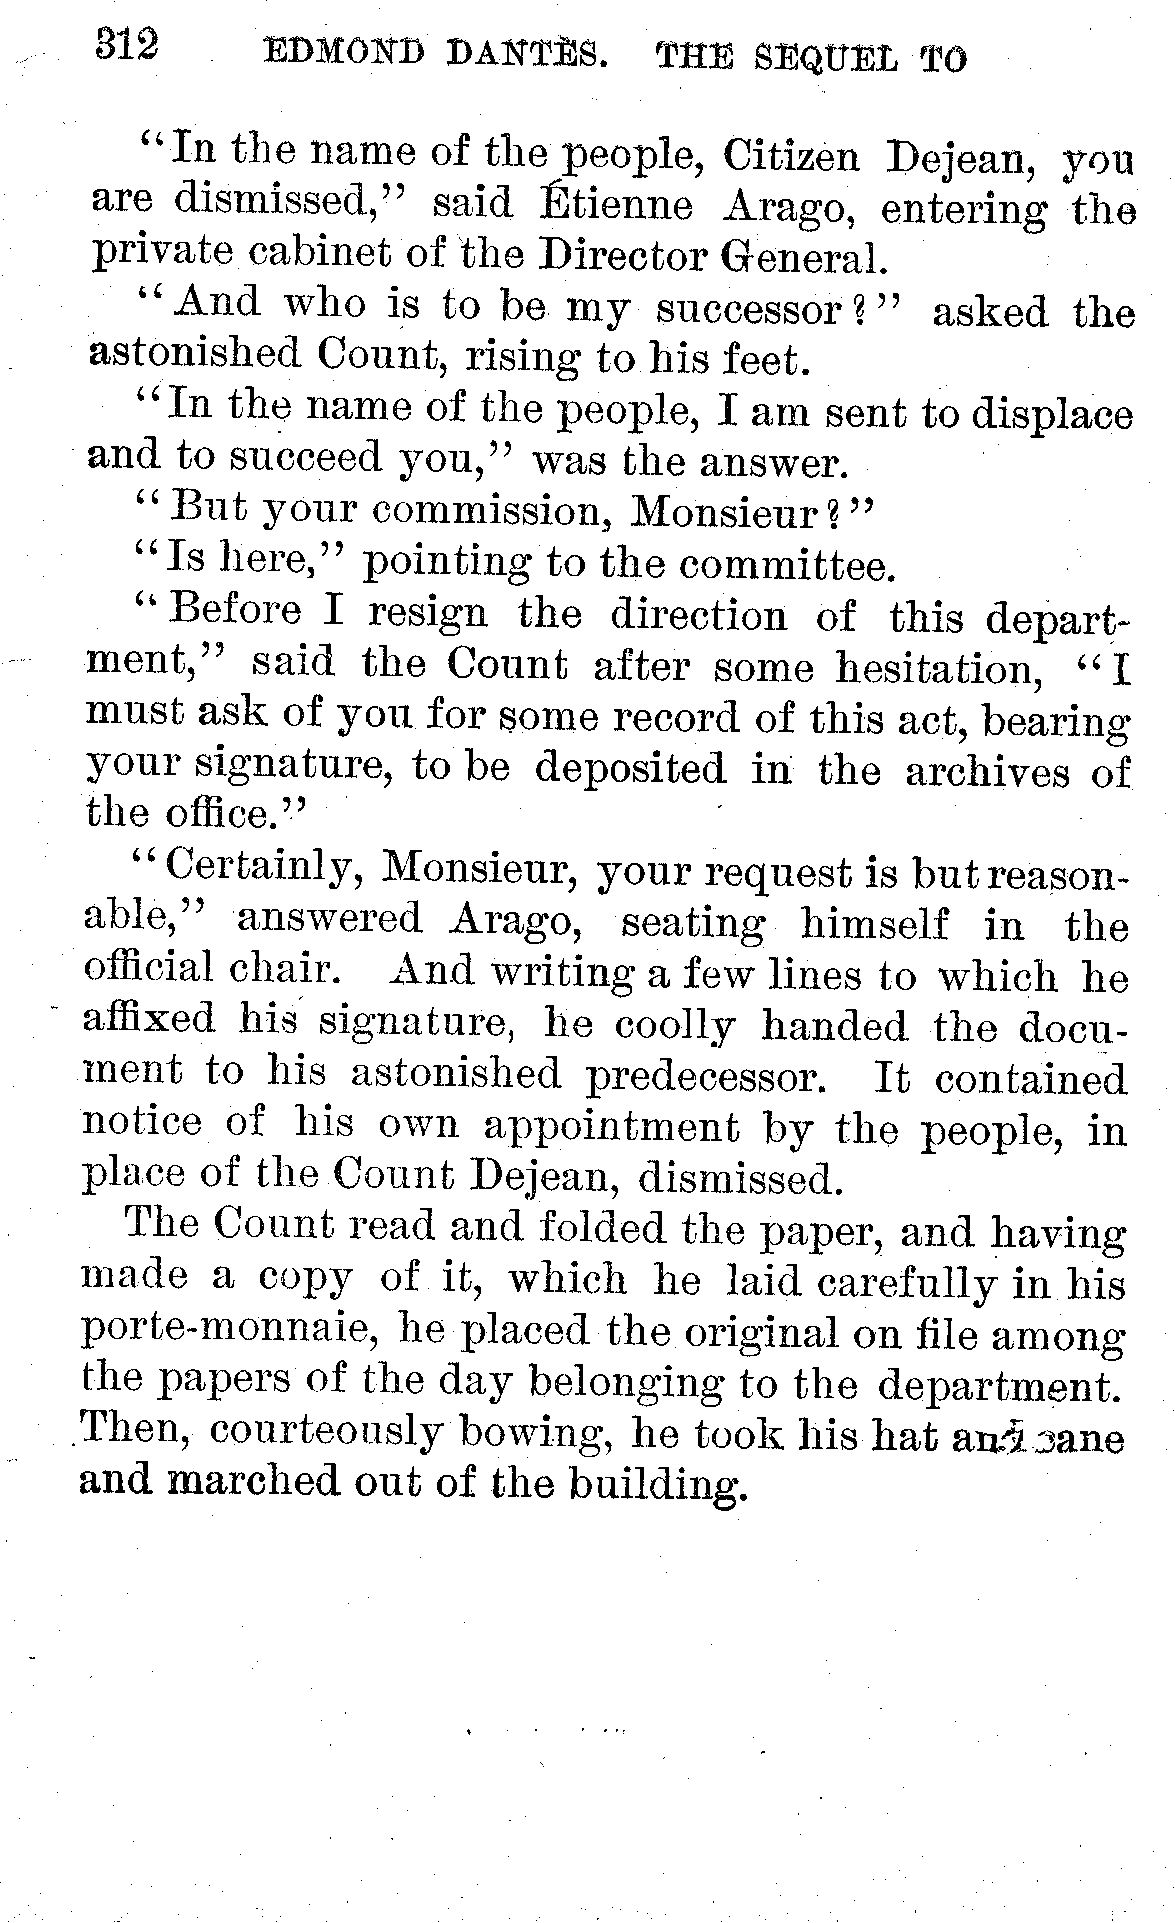 312 EDMOND DANTÈS. THE SEQUEL TO
“In the name of the people, Citizen Dejean, you
are dismissed,” said Étienne Arago, entering the
private cabinet of the Director General.
“And who is to be my successor?” asked the
astonished Count, rising to his feet.
“In the name of the people, I am sent to displace
and to succeed you,” was the answer.
“But your commission, Monsieur?”
“Is here,” pointing to the committee.
“Before I resign the direction of this depart-
ment,” said the Count after some hesitation, “I
must ask of you for some record of this act, bearing
your signature, to be deposited in the archives of
the office.”
“Certainly, Monsieur, your request is but reason-
able,” answered Arago, seating himself in the
official chair. And writing a few lines to which he
affixed his signature, he coolly handed the docu-
ment to his astonished predecessor. It contained
notice of his own appointment by the people, in
place of the Count Dejean, dismissed.
The Count read and folded the paper, and having
made a copy of it, which he laid carefully in his
porte-monnaie, he placed the original on file among
the papers of the day belonging to the department.
Then, courteously bowing, he took his hat and cane
and marched out of the building.